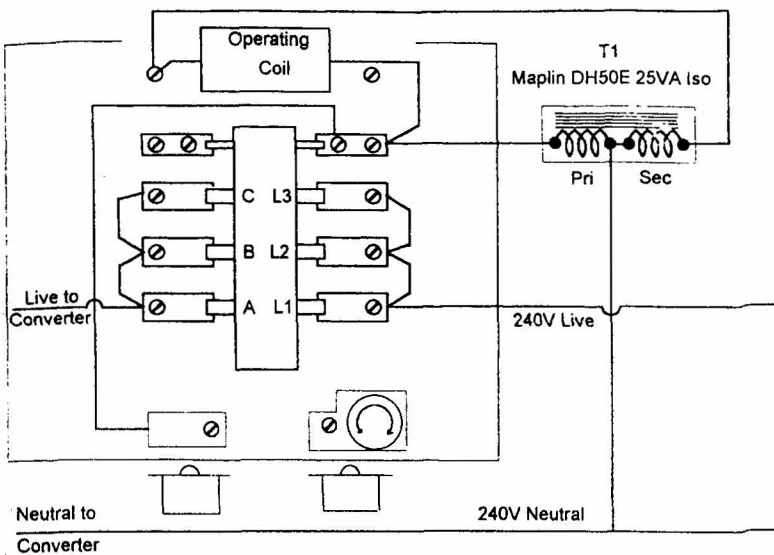 Operating
Coil
T1
Maplin DH50E 25VA Iso
Pri Sec
C L3
B L2
A L1
Live to
Converter
240V Live
Neutral to
Converter
240V Neutral